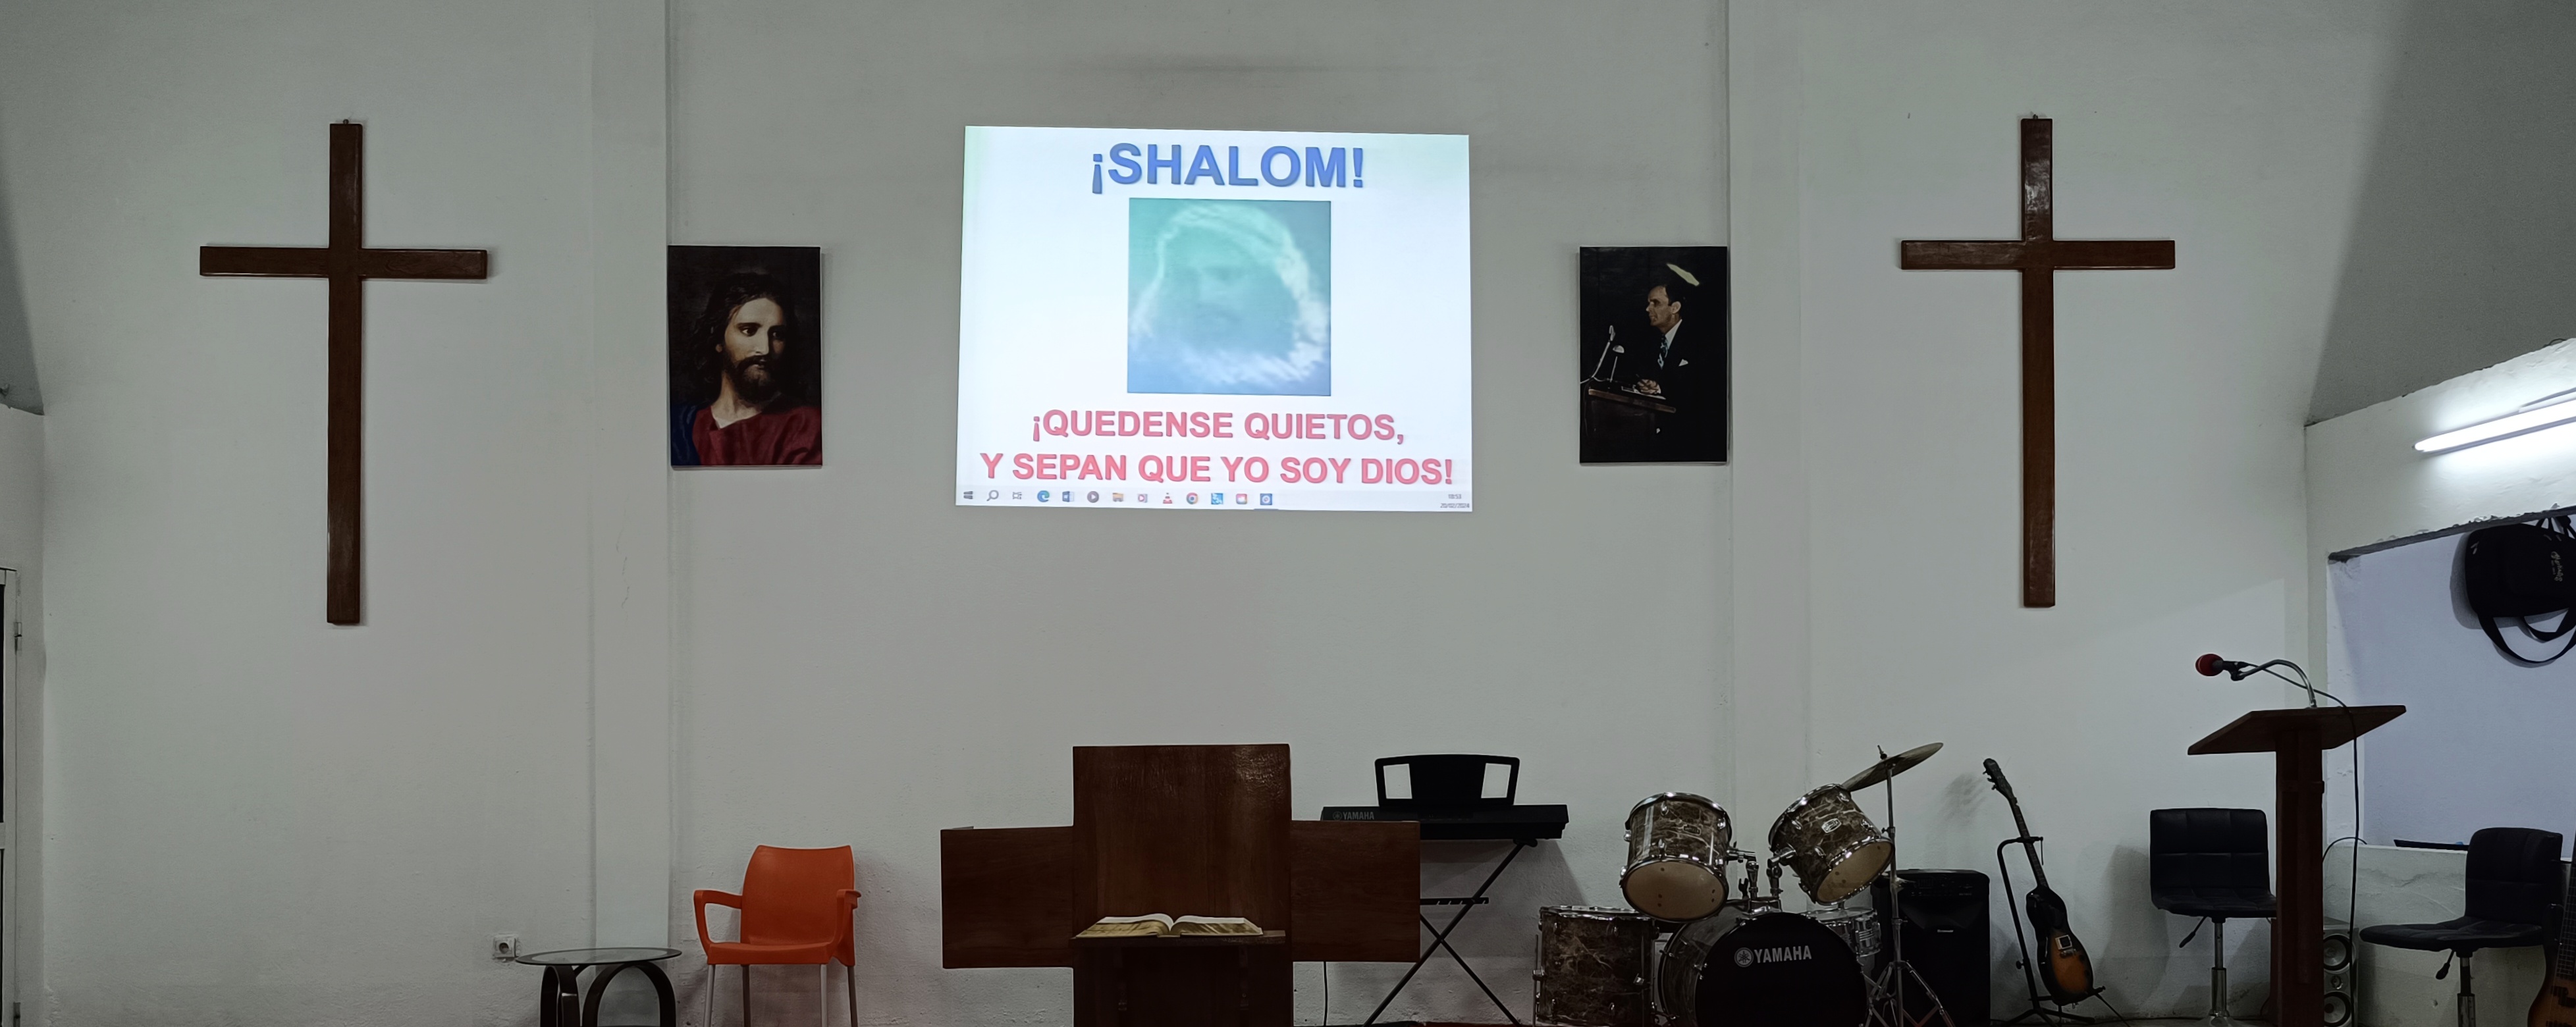 ¡SHALOM!
¡QUEDENSE QUIETOS,
Y SEPAN QUE YO SOY DIOS!
YAMAHA
YAMAHA